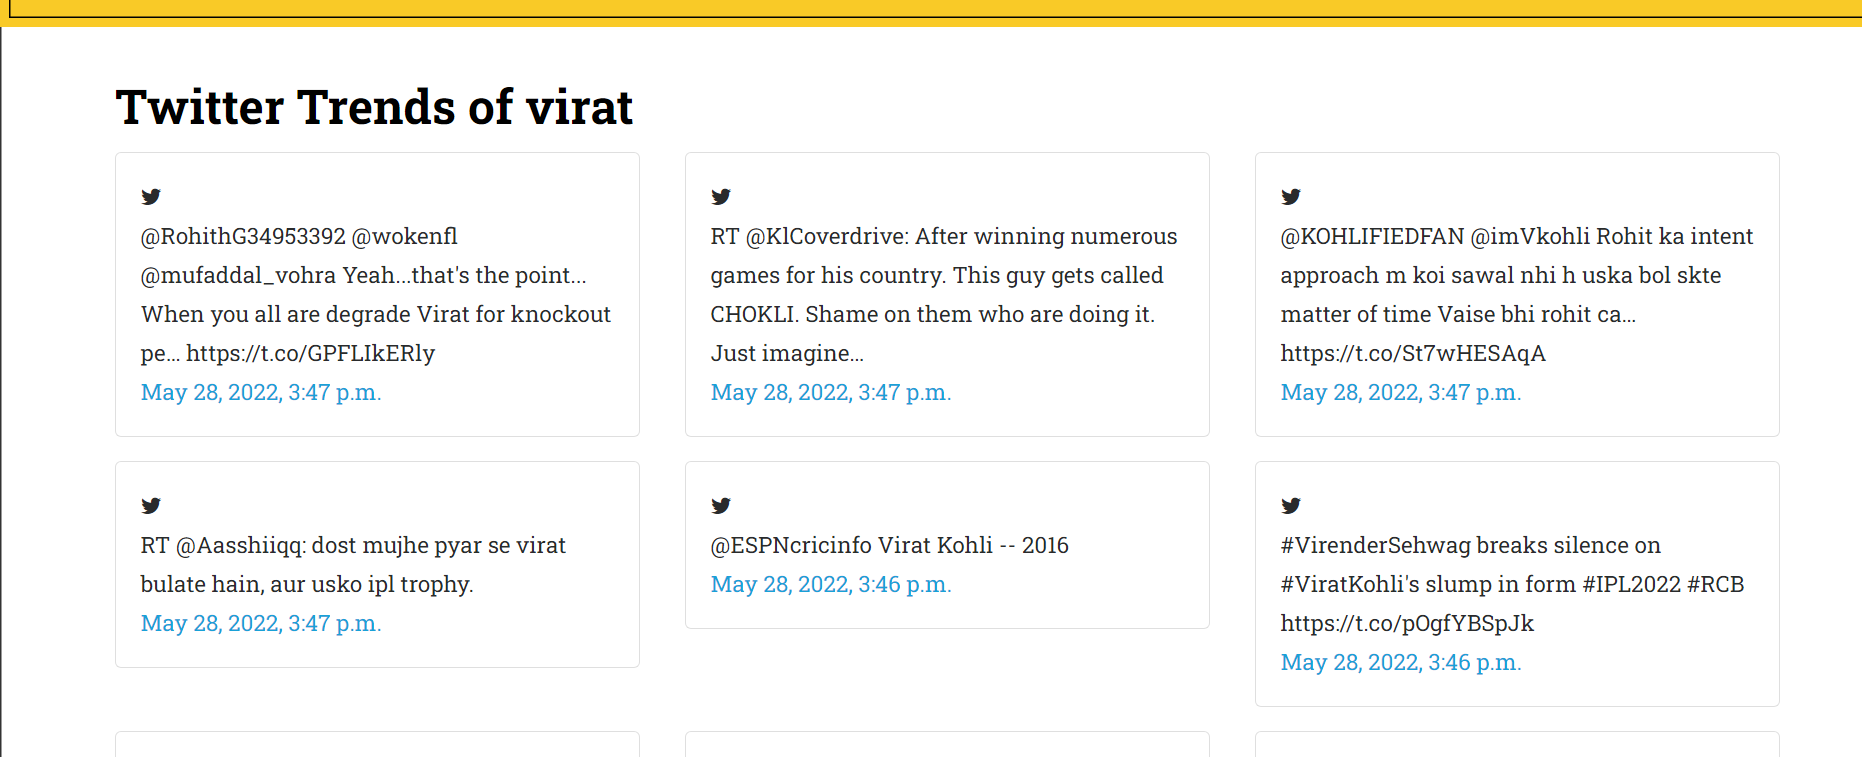 Twitter Trends of virat
@RohithG34953392 @wokenfl
@mufaddal_vohra Yeah...that's the point...
When you all are degrade Virat for knockout
pe... https://t.co/GPFLIkERly
May 28, 2022, 3:47 p.m.
RT @KlCoverdrive: After winning numerous
games for his country. This guy gets called
CHOKLI. Shame on them who are doing it.
Just imagine...
May 28, 2022, 3:47 p.m.
@KOHLIFIEDFAN @imVkohli Rohit ka intent
approach m koi sawal nhi h uska bol skte
matter of time Vaise bhi rohit ca...
https://t.co/St7wHESAqA
May 28, 2022, 3:47 p.m.
RT @Aasshiiqq: dost mujhe pyar se virat
bulate hain, aur usko ipl trophy.
May 28, 2022, 3:47 p.m.
@ESPNcricinfo Virat Kohli -- 2016
May 28, 2022, 3:46 p.m.
#VirenderSehwag breaks silence on
#ViratKohli's slump in form #IPL2022 #RCB
https://t.co/pOgfYBSpJk
May 28, 2022, 3:46 p.m.